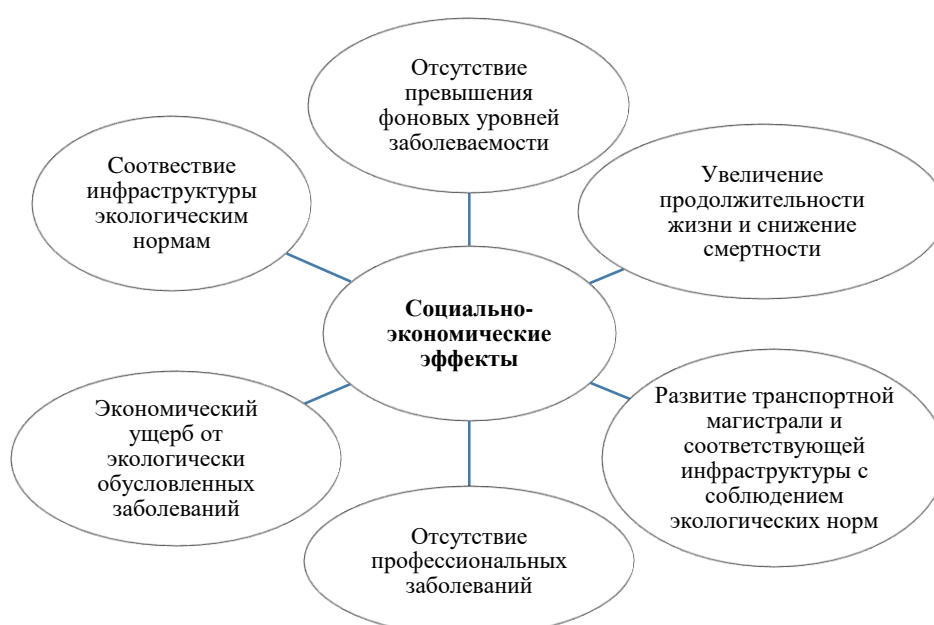 Отсутствие
превышения
фоновых уровней
заболеваемости
Соотвествие
инфраструктуры
экологическим
нормам
Увеличение
продолжительности
жизни и снижение
смертности
Социально-
экономические
эффекты
Экономический
ущерб от
экологически
обусловленных
заболеваний
Развитие транспортной
магистрали и
соответствующей
инфраструктуры с
соблюдением
экологических норм
Отсутствие
профессиональных
заболеваний